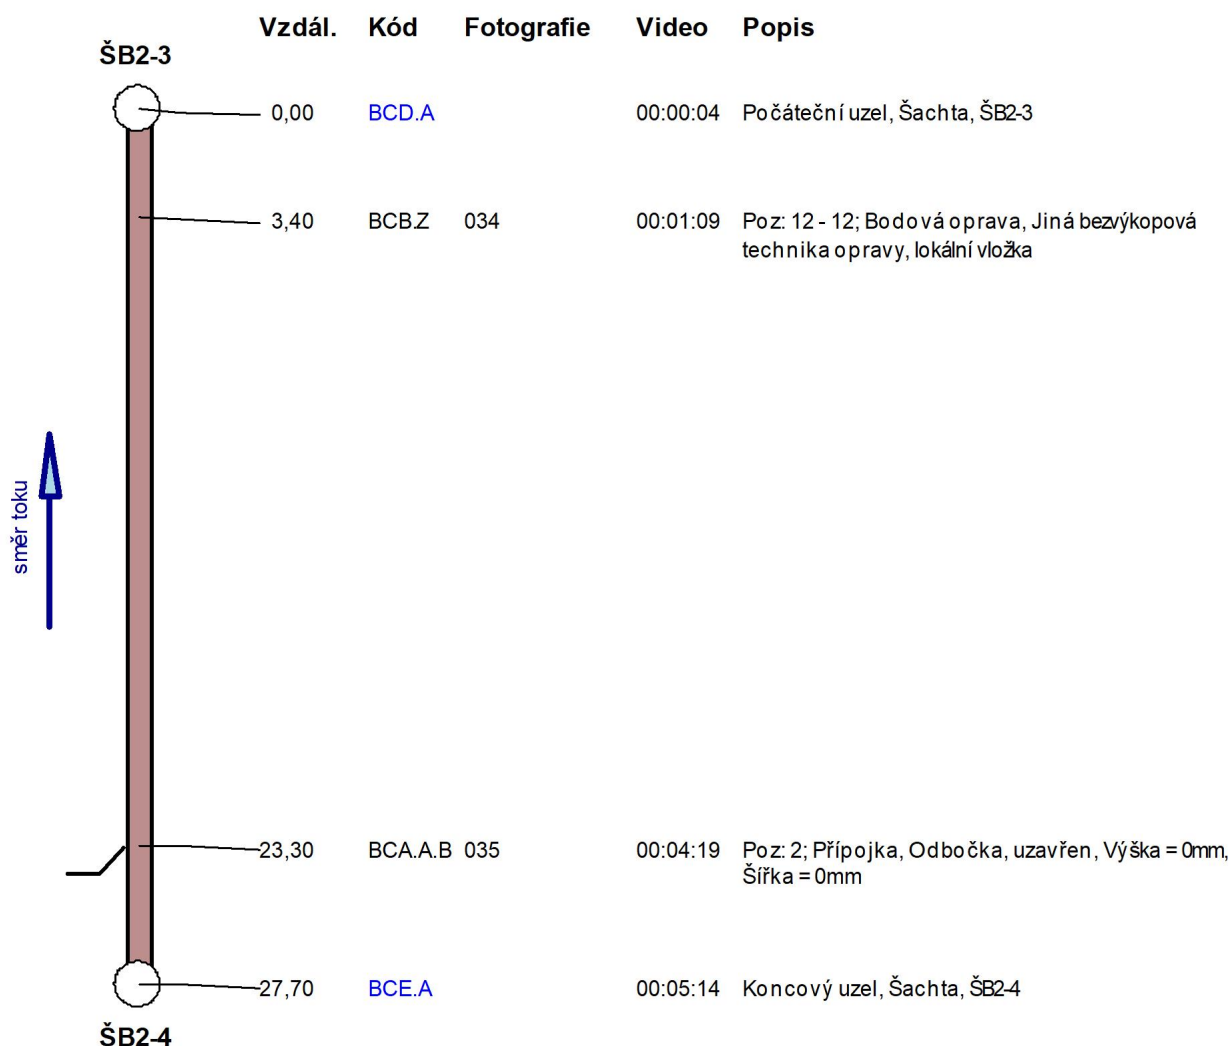 Vzdál. Kód Fotografie Video Popis
ŠB2-3
0,00 BCD.A 00:00:04 Počáteční uzel, Šachta, ŠB2-3
3,40 BCB.Z 034 00:01:09 Poz: 12 - 12; Bodová oprava, Jiná bezvýkopová
technika opravy, lokální vložka
směr toku
23,30 BCA.A.B 035 00:04:19 Poz: 2; Přípojka, Odbočka, uzavřen, Výška = 0mm,
Šířka = 0mm
27,70 BCE.A 00:05:14 Koncový uzel, Šachta, ŠB2-4
ŠB2-4